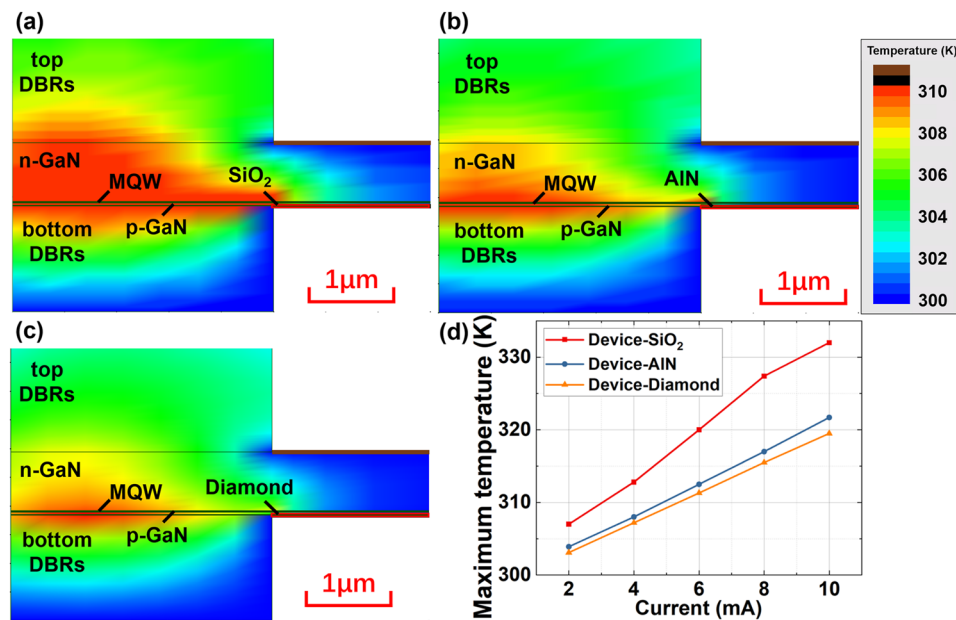 (a)
top
DBRs
n-GaN
MQW
SiO₂
p-GaN
bottom
DBRs
1μm
(b)
top
DBRs
n-GaN
MQW
AlN
p-GaN
bottom
DBRs
1μm
Temperature (K)
310
308
306
304
302
300
(c)
top
DBRs
n-GaN
MQW
Diamond
p-GaN
bottom
DBRs
1μm
(d)
Maximum temperature (K)
330
320
310
300
Device-SiO₂
Device-AlN
Device-Diamond
2 4 6 8 10
Current (mA)